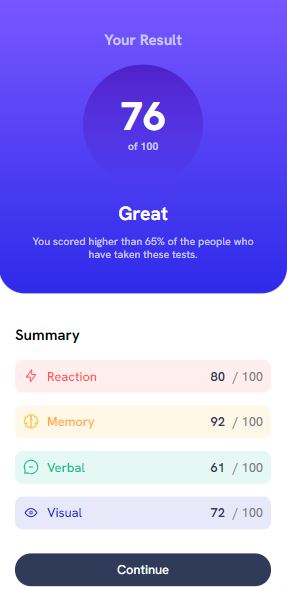 Your Result
76
of 100
Great
You scored higher than 65% of the people who
have taken these tests.
Summary
Reaction 80 / 100
Memory 92 / 100
Verbal 61 / 100
Visual 72 / 100
Continue